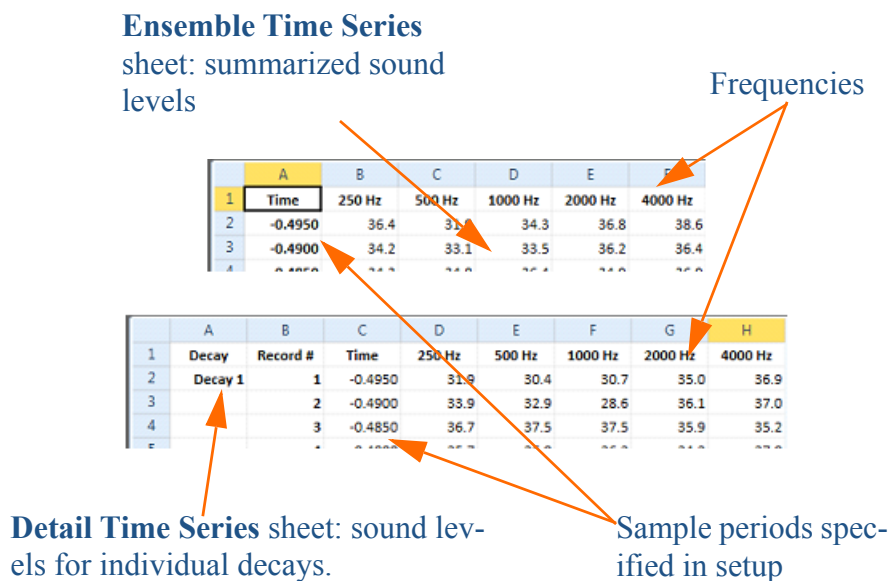 Ensemble Time Series
sheet: summarized sound
levels
Frequencies
A B C D E
1 Time 250 Hz 500 Hz 1000 Hz 2000 Hz 4000 Hz
2 -0.4950 36.4 34.3 36.8 38.6
3 -0.4900 34.2 33.1 33.5 36.2 36.4
A B C D E F G H
1 Decay Record # Time 250 Hz 500 Hz 1000 Hz 2000 Hz 4000 Hz
2 Decay 1 1 -0.4950 31.9 30.4 30.7 35.0 36.9
3 2 -0.4900 33.9 32.9 28.6 36.1 37.0
4 3 -0.4850 36.7 37.5 37.5 35.9 35.2
Detail Time Series sheet: sound lev-
els for individual decays.
Sample periods spec-
ified in setup